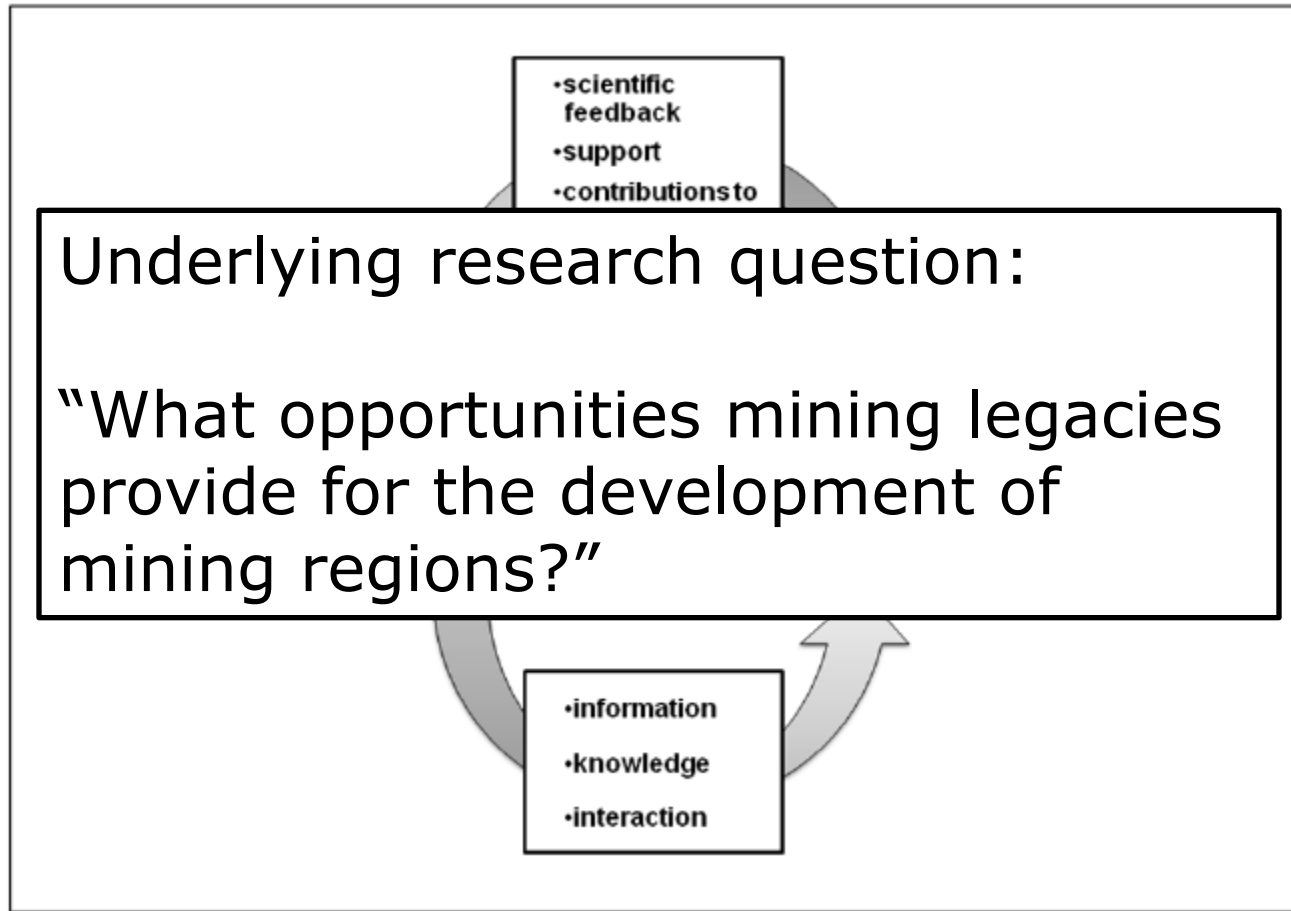 •scientific
feedback
•support
•contributions to
Underlying research question:
“What opportunities mining legacies
provide for the development of
mining regions?”
•information
•knowledge
•interaction